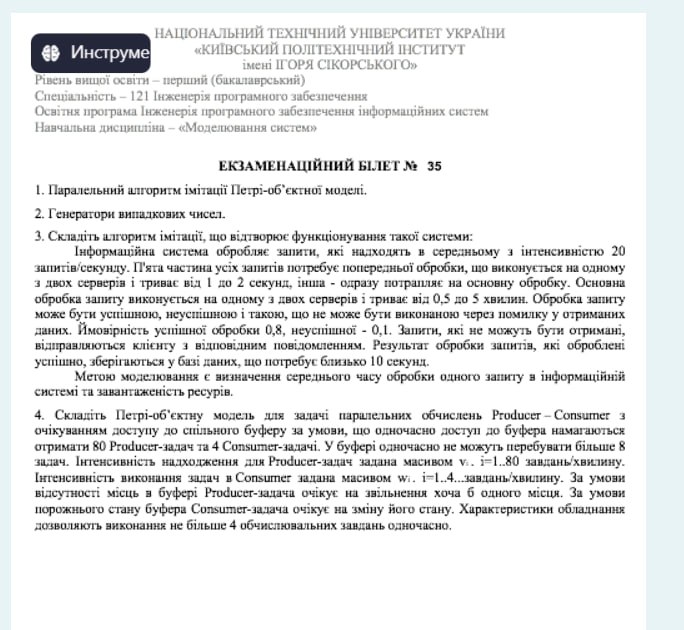 НАЦІОНАЛЬНИЙ ТЕХНІЧНИЙ УНІВЕРСИТЕТ УКРАЇНИ
«КИЇВСЬКИЙ ПОЛІТЕХНІЧНИЙ ІНСТИТУТ
Инструме
імені ІГОРЯ СІКОРСЬКОГО»
Рівень вищої освіти – перший (бакалаврський)
Спеціальність – 121 Інженерія програмного забезпечення
Освітня програма Інженерія програмного забезпечення інформаційних систем
Навчальна дисципліна – «Моделювання систем»
ЕКЗАМЕНАЦІЙНИЙ БІЛЕТ № 35
1. Паралельний алгоритм імітації Петрі-об'єктної моделі.
2. Генератори випадкових чисел.
3. Складіть алгоритм імітації, що відтворює функціонування такої системи:
Інформаційна система обробляє запити, які надходять в середньому з інтенсивністю 20
запитів/секунду. П'ята частина усіх запитів потребує попередньої обробки, що виконується на одному
з двох серверів і триває від 1 до 2 секунд, інша - одразу потрапляє на основну обробку. Основна
обробка запиту виконується на одному з двох серверів і триває від 0,5 до 5 хвилин. Обробка запиту
може бути успішною, неуспішною і такою, що не може бути виконаною через помилку у отриманих
даних. Ймовірність успішної обробки 0,8, неуспішної - 0,1. Запити, які не можуть бути отримані,
відправляються клієнту з відповідним повідомленням. Результат обробки запитів, які оброблені
успішно, зберігаються у базі даних, що потребує близько 10 секунд.
Метою моделювання є визначення середнього часу обробки одного запиту в інформаційній
системі та завантаженість ресурів.
4. Складіть Петрі-об'єктну модель для задачі паралельних обчислень Producer – Consumer з
очікуванням доступу до спільного буферу за умови, що одночасно доступ до буфера намагаються
отримати 80 Producer-задач та 4 Consumer-задачі. У буфері одночасно не можуть перебувати більше 8
задач. Інтенсивність надходження для Producer-задач задана масивом vᵢ . i=1..80 завдань/хвилину.
Інтенсивність виконання задач в Consumer задана масивом wᵢ . i=1..4...завдань/хвилину. За умови
відсутності місць в буфері Producer-задача очікує на звільнення хоча б одного місця. За умови
порожнього стану буфера Consumer-задача очікує на зміну його стану. Характеристики обладнання
дозволяють виконання не більше 4 обчислювальних завдань одночасно.